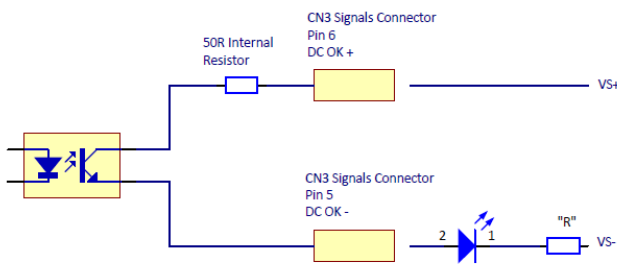 CN3 Signals Connector
Pin 6
DC OK +
50R Internal
Resistor
VS+
CN3 Signals Connector
Pin 5
DC OK -
2
1
"R"
VS-